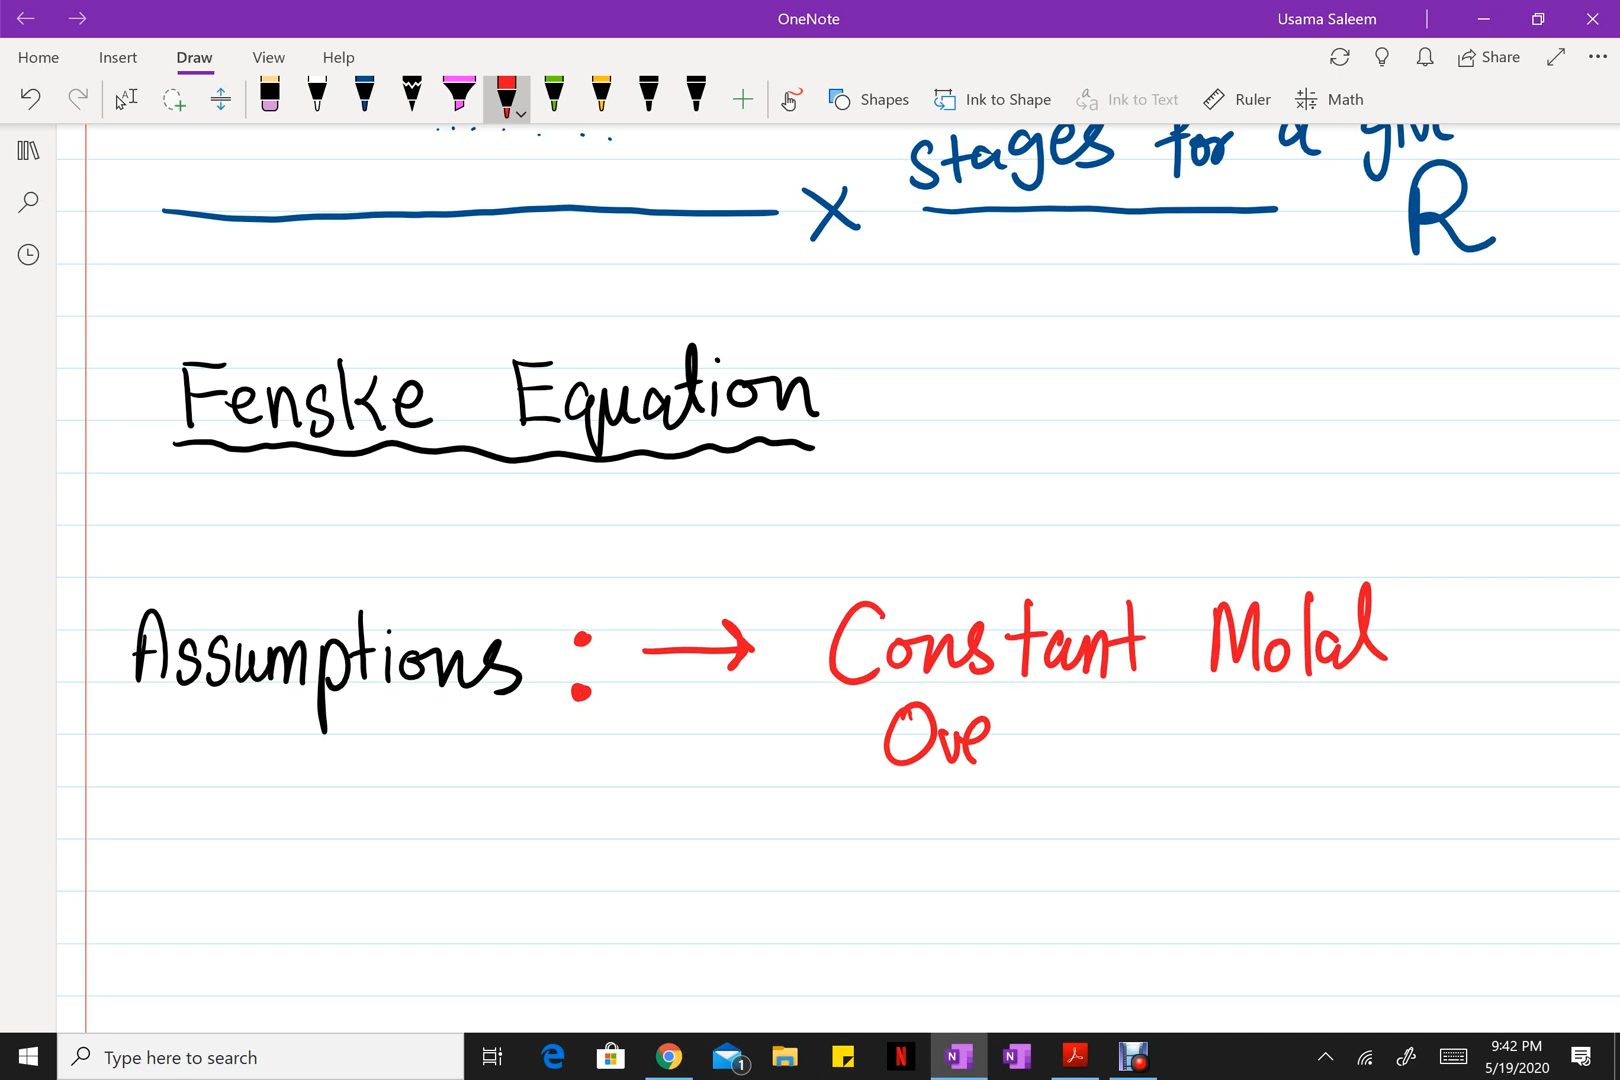 OneNote
Usama Saleem
Home Insert Draw View Help
Share
Shapes Ink to Shape Ink to Text Ruler Math
stages for a
R
X
Fenske Equation
Assumptions : → Constant Molal
Ove
Type here to search
1
9:42 PM
5/19/2020